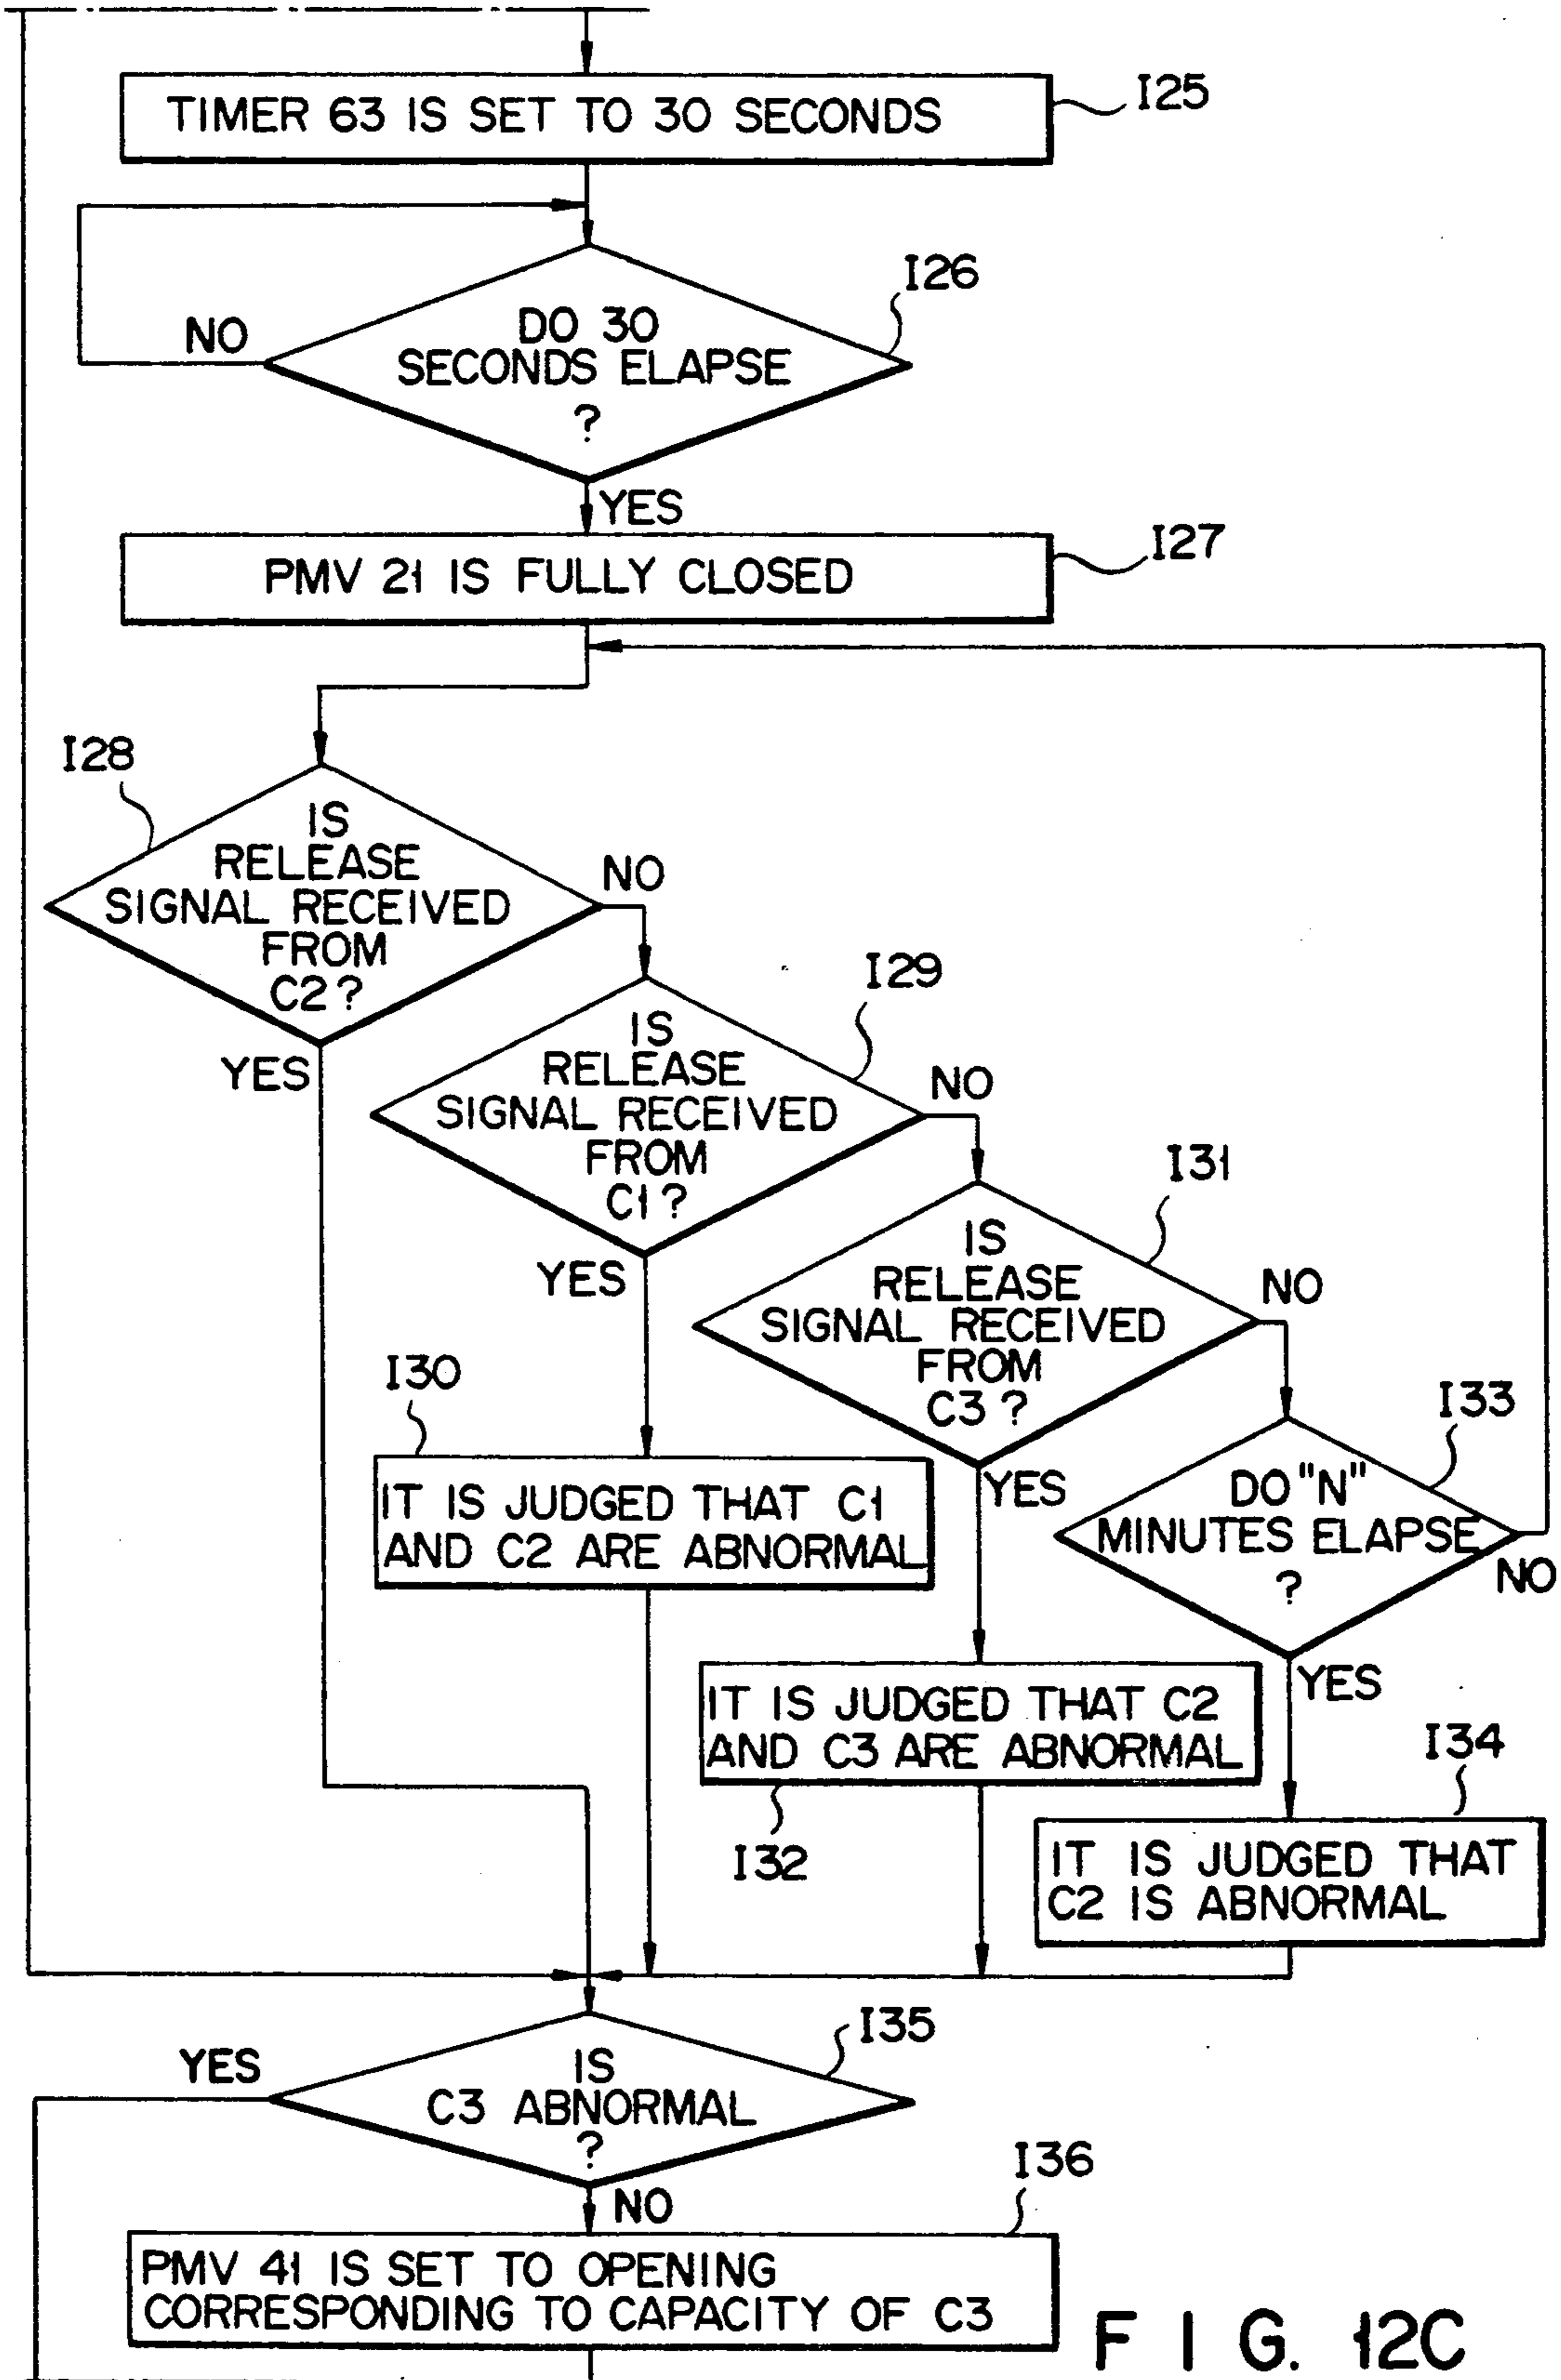 TIMER 63 IS SET TO 30 SECONDS
I25
I26
NO
DO 30
SECONDS ELAPSE
?
YES
I27
PMV 21 IS FULLY CLOSED
I28
IS
RELEASE
SIGNAL RECEIVED
FROM
C2?
NO
YES
I29
IS
RELEASE
SIGNAL RECEIVED
FROM
C1?
NO
YES
I31
IS
RELEASE
SIGNAL RECEIVED
FROM
C3?
NO
YES
I30
IT IS JUDGED THAT C1
AND C2 ARE ABNORMAL
I33
DO "N"
MINUTES ELAPSE
?
NO
YES
IT IS JUDGED THAT C2
AND C3 ARE ABNORMAL
I32
I34
IT IS JUDGED THAT
C2 IS ABNORMAL
I35
YES
IS
C3 ABNORMAL
?
NO
I36
PMV 41 IS SET TO OPENING
CORRESPONDING TO CAPACITY OF C3
FIG. 12C